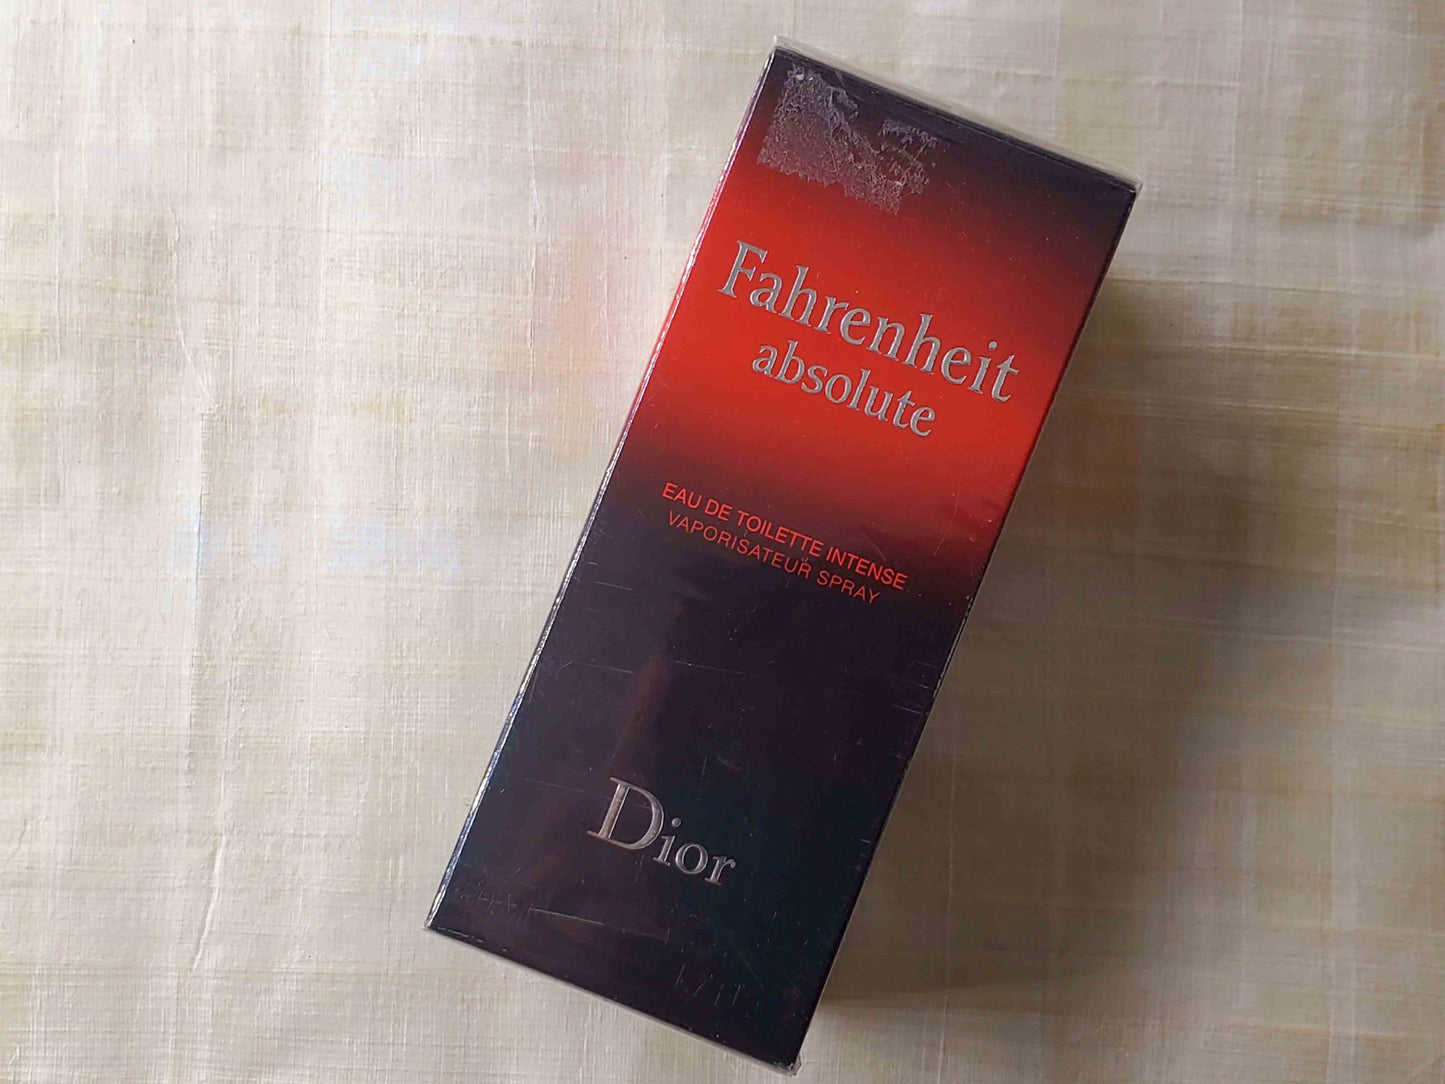 Fahrenheit
absolute
EAU DE TOILETTE INTENSE
VAPORISATEUR SPRAY
Dior